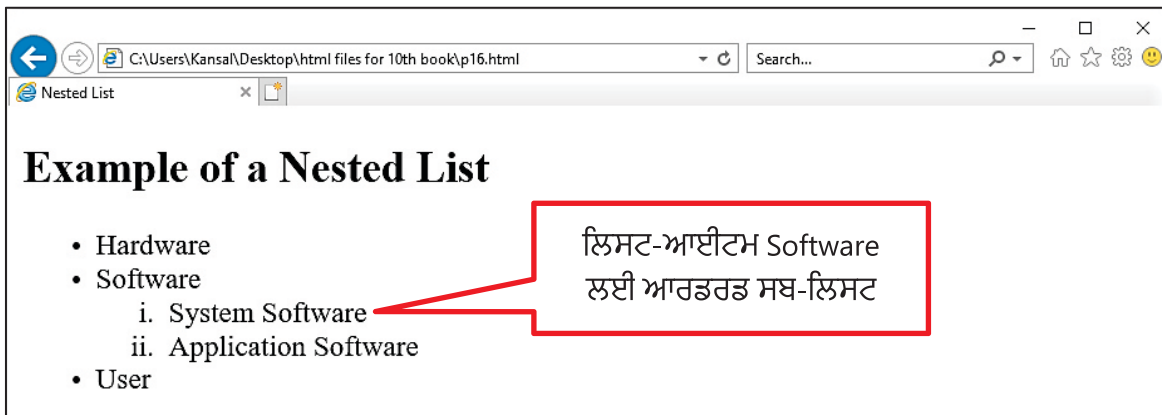 C:\Users\Kansal\Desktop\html files for 10th book\p16.html
Search...
Nested List
Example of a Nested List
• Hardware
• Software
i. System Software
ii. Application Software
• User
ਲਿਸਟ-ਆਈਟਮ Software
ਲਈ ਆਰਡਰਡ ਸਬ-ਲਿਸਟ